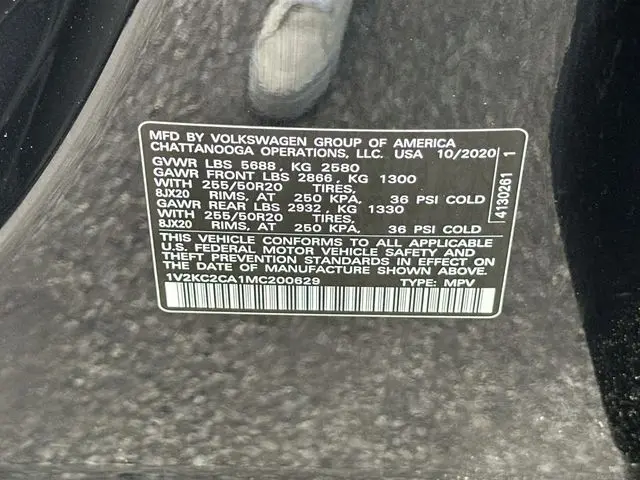 MFD BY VOLKSWAGEN GROUP OF AMERICA
CHATTANOOGA OPERATIONS, LLC. USA 10/2020
GVWR LBS 5688, KG 2580
GAWR FRONT LBS 2866, KG 1300
WITH 255/50R20 TIRES,
8JX20 RIMS, AT 250 KPA, 36 PSI COLD
GAWR REAR LBS 2932, KG 1330
WITH 255/50R20 TIRES,
8JX20 RIMS, AT 250 KPA, 36 PSI COLD
THIS VEHICLE CONFORMS TO ALL APPLICABLE
U.S. FEDERAL MOTOR VEHICLE SAFETY AND
THEFT PREVENTION STANDARDS IN EFFECT ON
THE DATE OF MANUFACTURE SHOWN ABOVE.
1V2KC2CA1MC200629 TYPE: MPV
4130261 1